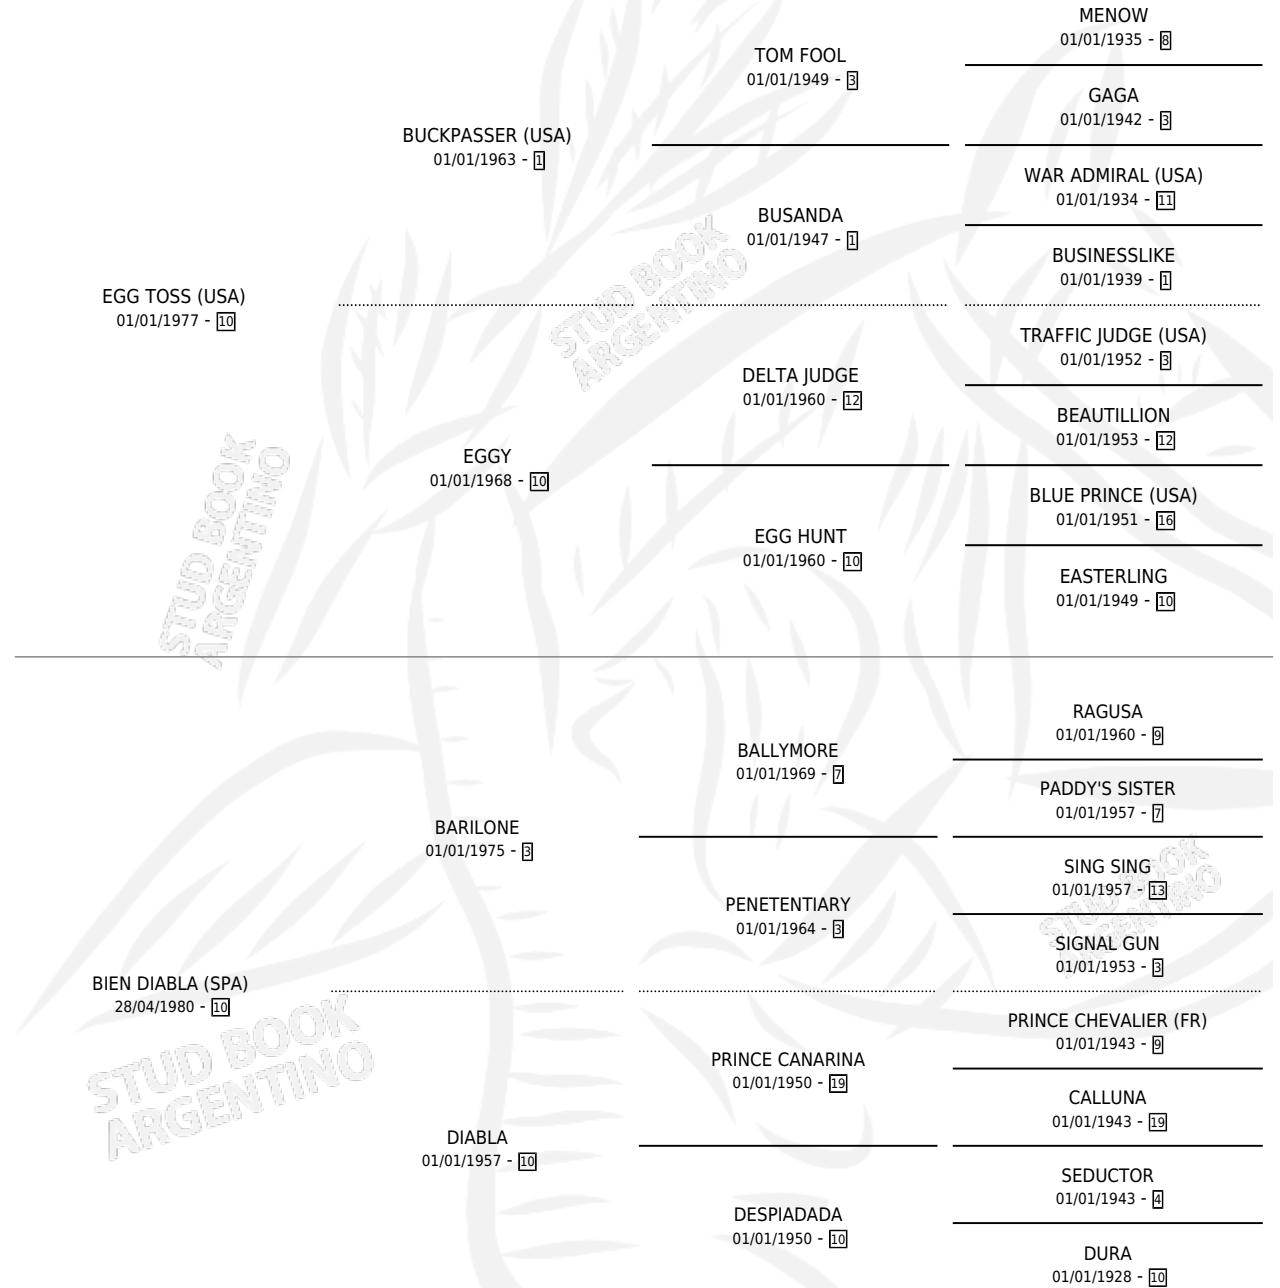 MENOW
01/01/1935 - 8
TOM FOOL
01/01/1949 - 3
GAGA
01/01/1942 - 3
BUCKPASSER (USA)
01/01/1963 - 1
WAR ADMIRAL (USA)
01/01/1934 - 11
BUSANDA
01/01/1947 - 1
BUSINESSLIKE
01/01/1939 - 1
EGG TOSS (USA)
01/01/1977 - 10
TRAFFIC JUDGE (USA)
01/01/1952 - 3
DELTA JUDGE
01/01/1960 - 12
BEAUTILLION
01/01/1953 - 12
EGGY
01/01/1968 - 10
BLUE PRINCE (USA)
01/01/1951 - 16
EGG HUNT
01/01/1960 - 10
EASTERLING
01/01/1949 - 10
RAGUSA
01/01/1960 - 9
BALLYMORE
01/01/1969 - 7
PADDY'S SISTER
01/01/1957 - 7
BARILONE
01/01/1975 - 3
SING SING
01/01/1957 - 13
PENETENTIARY
01/01/1964 - 3
SIGNAL GUN
01/01/1953 - 3
BIEN DIABLA (SPA)
28/04/1980 - 10
PRINCE CHEVALIER (FR)
01/01/1943 - 9
PRINCE CANARINA
01/01/1950 - 19
CALLUNA
01/01/1943 - 19
DIABLA
01/01/1957 - 10
SEDUCTOR
01/01/1943 - 4
DESPIADADA
01/01/1950 - 10
DURA
01/01/1928 - 10
STUD BOOK
ARGENTINO
STUD BOOK
ARGENTINO
STUD BOOK
ARGENTINO
STUD BOOK
ARGENTINO